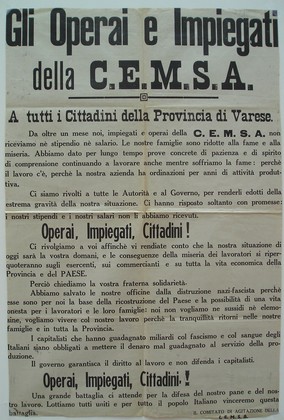 Gli Operai e Impiegati
della C.E.M.S.A.
A tutti i Cittadini della Provincia di Varese.
Da oltre un mese noi, impiegati e operai della C. E. M. S. A. non
riceviamo nè stipendio nè salario. Le nostre famiglie sono ridotte alla fame e alla
miseria. Abbiamo dato per lungo tempo prove concrete di pazienza e di spirito
di comprensione continuando a lavorare anche mentre soffriamo la fame: perchè
il lavoro c'è, perchè la nostra azienda ha ordinazioni per anni di attività produt-
tiva.
Ci siamo rivolti a tutte le Autorità e al Governo, per renderli edotti della
estrema gravità della nostra situazione. Ci hanno risposto soltanto con promesse:
i nostri stipendi e i nostri salari non li abbiamo ricevuti.
Operai, Impiegati, Cittadini !
Ci rivolgiamo a voi affinchè vi rendiate conto che la nostra situazione di
oggi sarà la vostra domani, e le conseguenze della miseria dei lavoratori si riper-
quoteranno sugli esercenti, sui commercianti e su tutta la vita economica della
Provincia e del PAESE.
Perciò chiediamo la vostra fraterna solidarietà.
Abbiamo salvato le nostre officine dalla distruzione nazi-fascista perchè
esse sono per noi la base della ricostruzione del Paese e la possibilità di una vita
onesta per i lavoratori e le loro famiglie: noi non vogliamo ne sussidi nè elemo-
sine, vogliamo vivere col nostro lavoro perchè la tranquillità ritorni nelle nostre
famiglie e in tutta la Provincia.
I capitalisti che hanno guadagnato miliardi col fascismo e col sangue degli
Italiani siano obbligati a mettere il denaro mal guadagnato al servizio della pro-
duzione.
Il governo garantisca il diritto al lavoro e non difenda i capitalisti.
Operai, Impiegati, Cittadini. !
Una grande battaglia ci attende per la difesa del nostro pane e del no-
stro lavoro. Lottiamo tutti uniti e per tutto il popolo Italiano vinceremo questa
battaglia.
IL COMITATO DI AGITAZIONE DELLA
C.E.M.S.A.